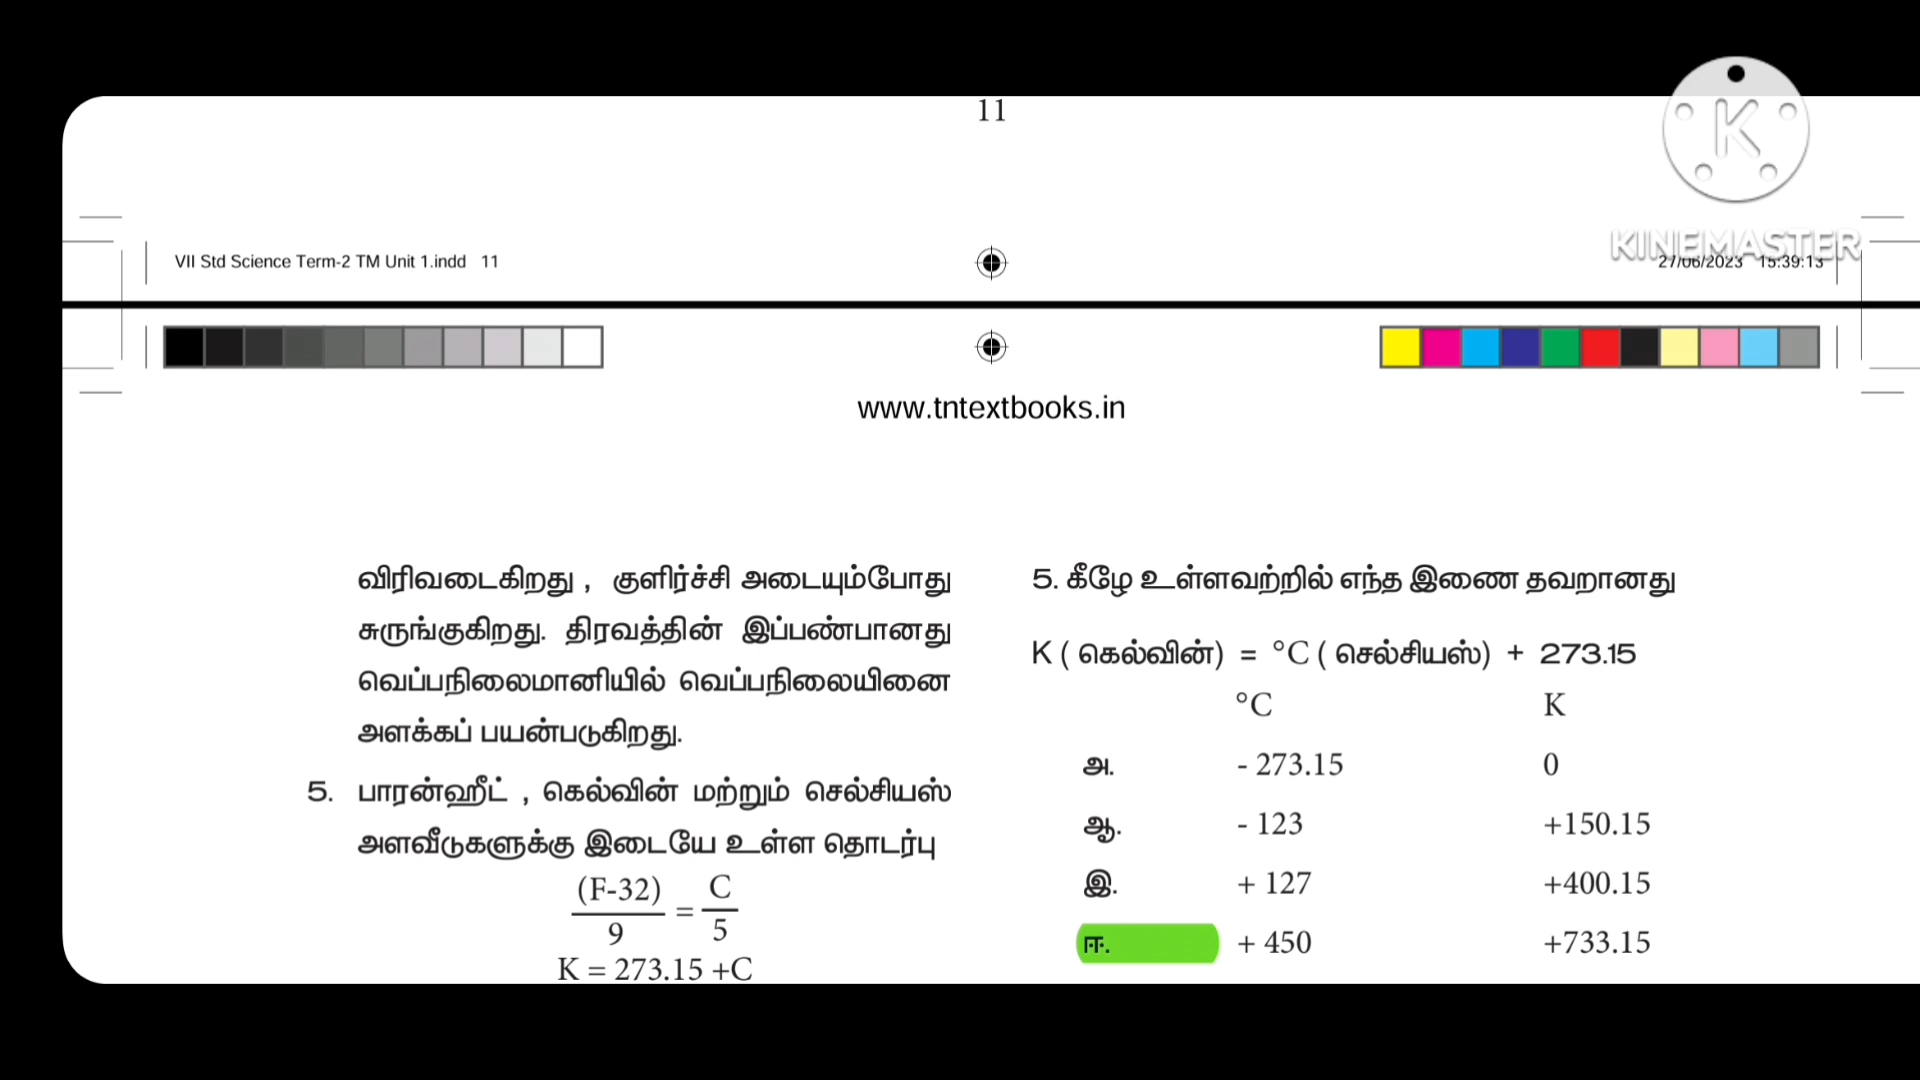 11
KINEMASTER
VII Std Science Term-2 TM Unit 1.indd 11
27/06/2023 15:39:13
www.tntextbooks.in
விரிவடைகிறது , குளிர்ச்சி அடையும்போது
சுருங்குகிறது. திரவத்தின் இப்பண்பானது
வெப்பநிலைமானியில் வெப்பநிலையினை
அளக்கப் பயன்படுகிறது.
5. பாரன்ஹீட் , கெல்வின் மற்றும் செல்சியஸ்
அளவீடுகளுக்கு இடையே உள்ள தொடர்பு
(F-32)/9 = C/5
K = 273.15 +C
5. கீழே உள்ளவற்றில் எந்த இணை தவறானது
K ( கெல்வின்) = °C ( செல்சியஸ்) + 273.15
°C K
அ. - 273.15 0
ஆ. - 123 +150.15
இ. + 127 +400.15
ஈ. + 450 +733.15